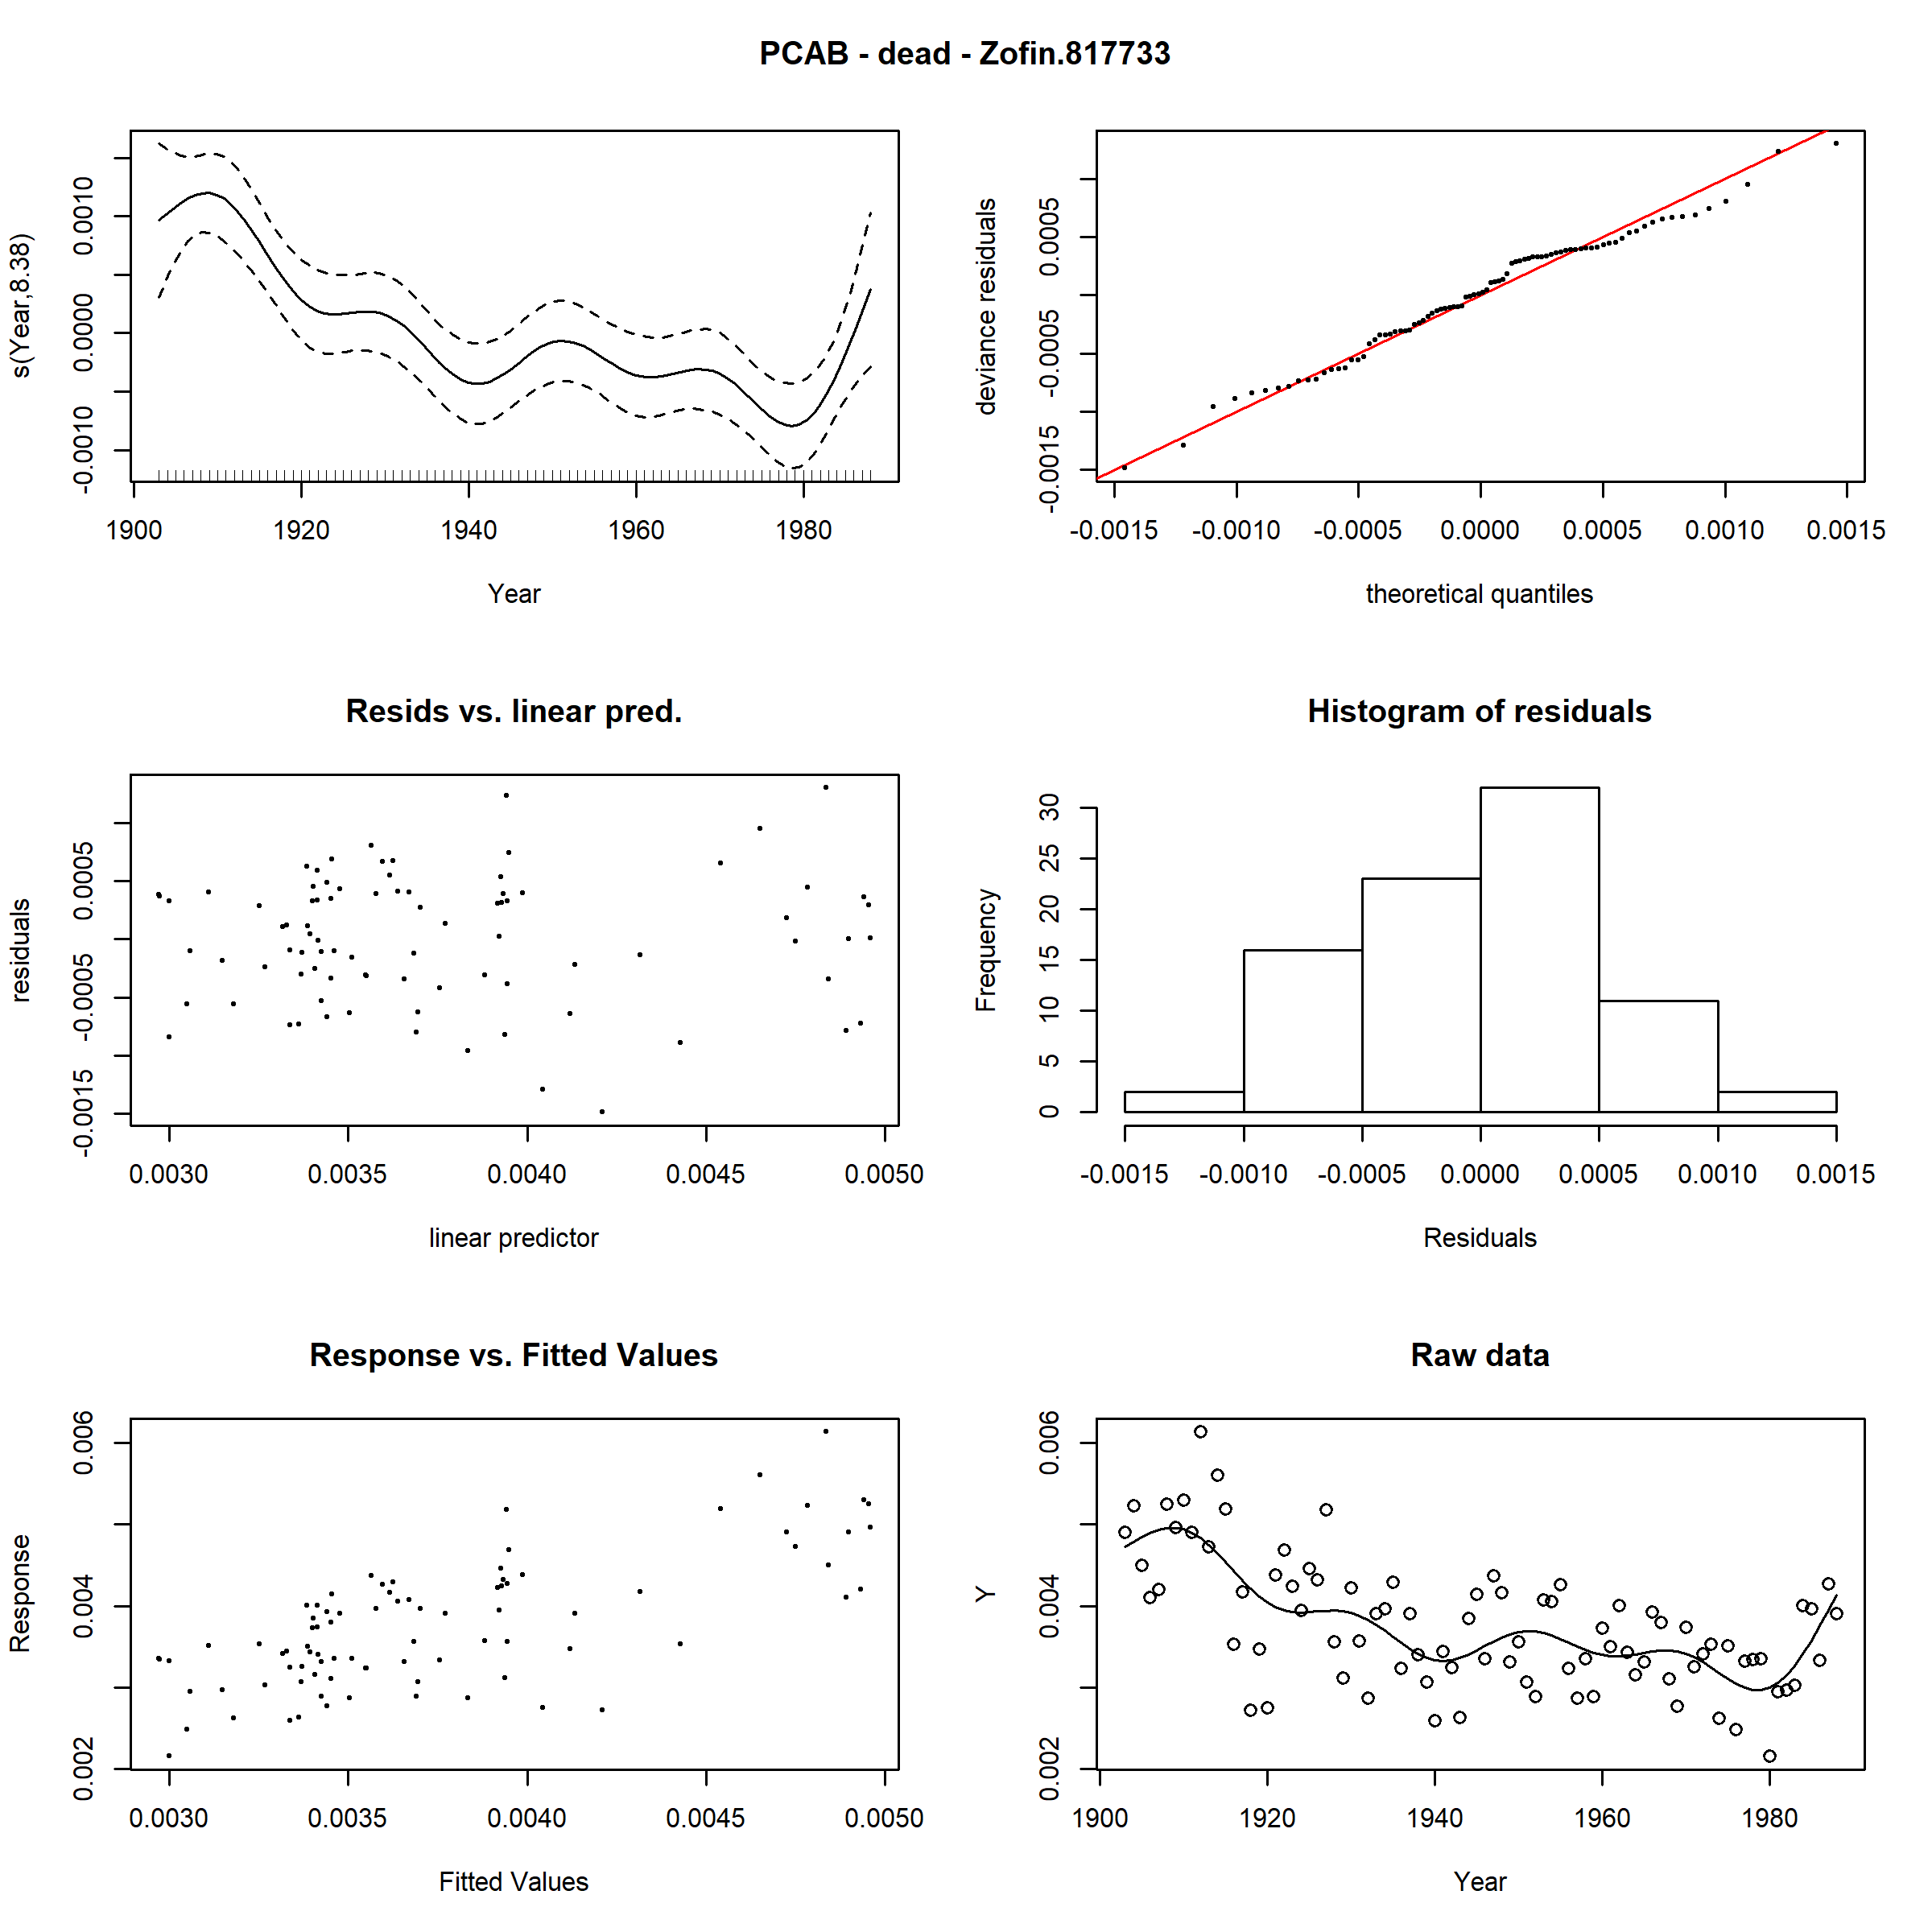 PCAB - dead - Zofin.817733
s(Year,8.38)
-0.0010 0.0000 0.0010
1900 1920 1940 1960 1980
Year
deviance residuals
-0.0015 -0.0005 0.0005
-0.0015 -0.0010 -0.0005 0.0000 0.0005 0.0010 0.0015
theoretical quantiles
Resids vs. linear pred.
residuals
-0.0015 -0.0005 0.0005
0.0030 0.0035 0.0040 0.0045 0.0050
linear predictor
Histogram of residuals
Frequency
0 5 10 15 20 25 30
-0.0015 -0.0010 -0.0005 0.0000 0.0005 0.0010 0.0015
Residuals
Response vs. Fitted Values
Response
0.002 0.004 0.006
0.0030 0.0035 0.0040 0.0045 0.0050
Fitted Values
Raw data
Y
0.002 0.004 0.006
1900 1920 1940 1960 1980
Year